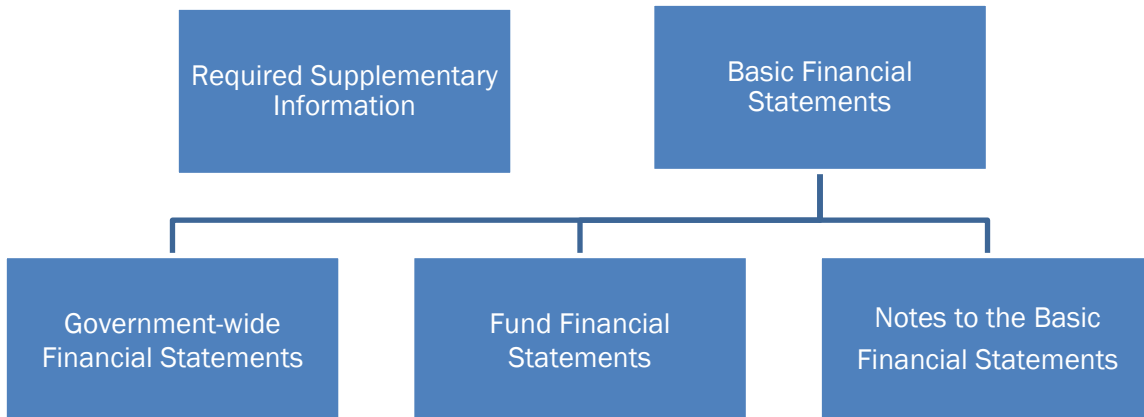 Required Supplementary
Information
Basic Financial
Statements
Government-wide
Financial Statements
Fund Financial
Statements
Notes to the Basic
Financial Statements